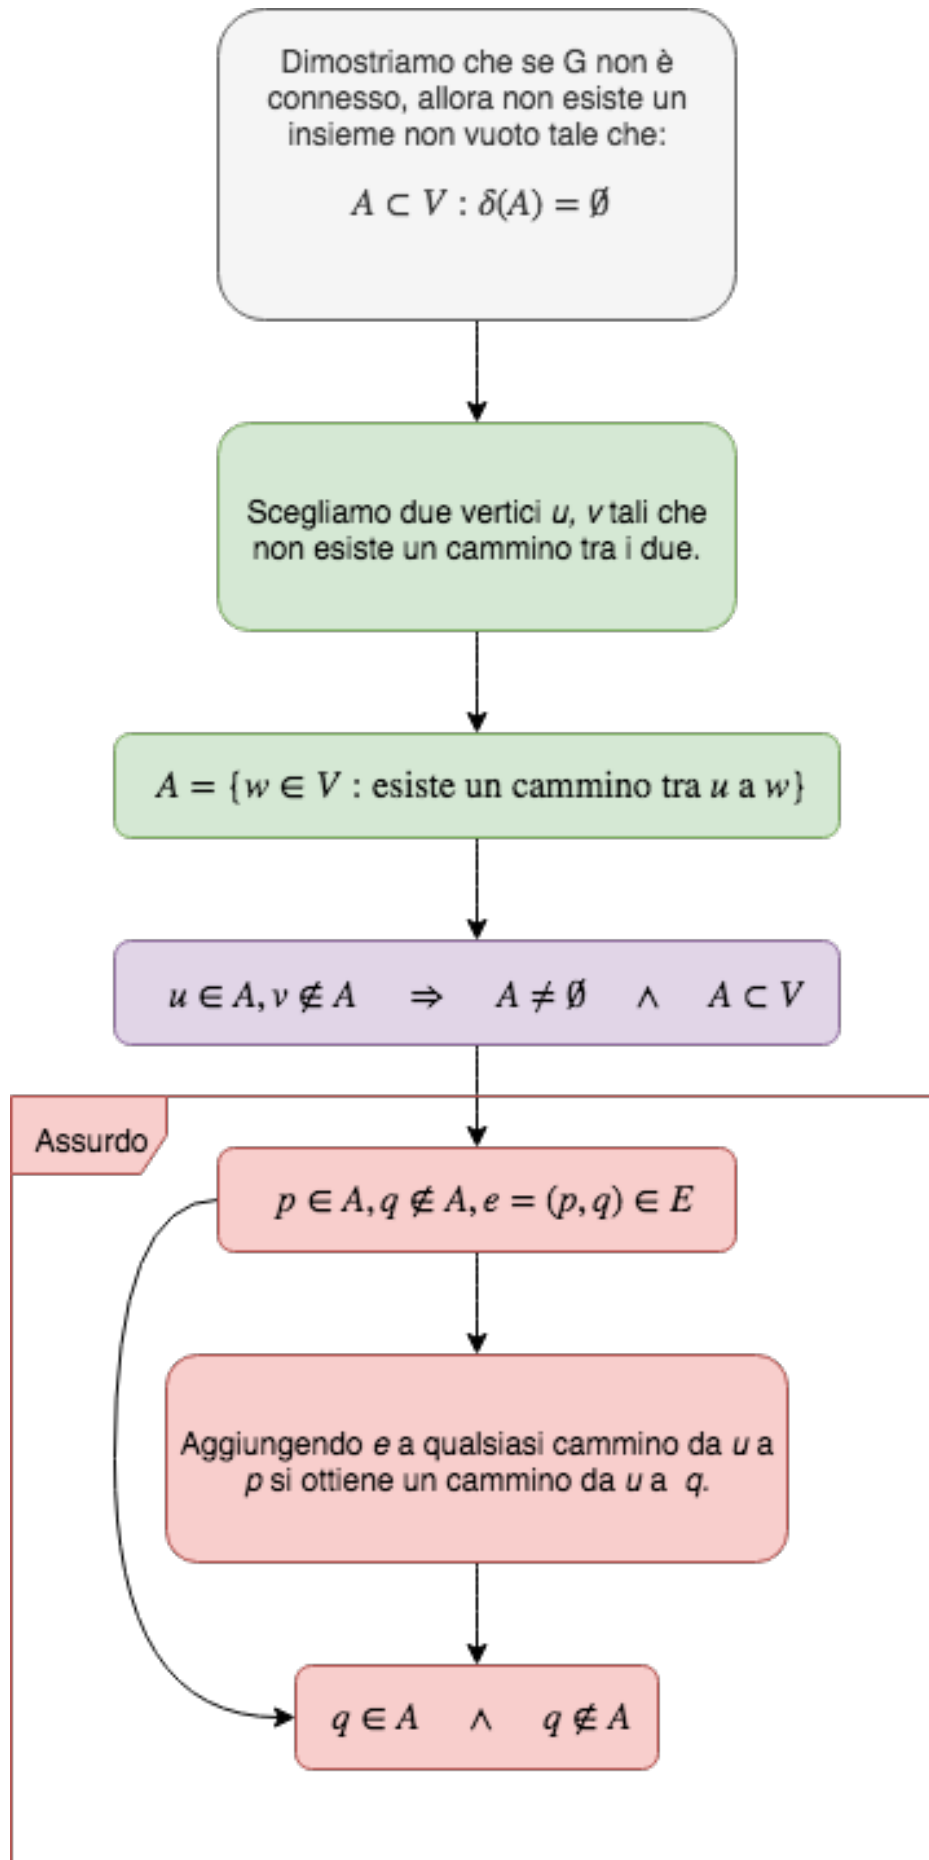 Dimostriamo che se G non è
connesso, allora non esiste un
insieme non vuoto tale che:
A ⊂ V : δ(A) = ∅
Scegliamo due vertici u, v tali che
non esiste un cammino tra i due.
A = {w ∈ V : esiste un cammino tra u a w}
u ∈ A, v ∉ A ⇒ A ≠ ∅ ∧ A ⊂ V
Assurdo
p ∈ A, q ∉ A, e = (p, q) ∈ E
Aggiungendo e a qualsiasi cammino da u a
p si ottiene un cammino da u a q.
q ∈ A ∧ q ∉ A